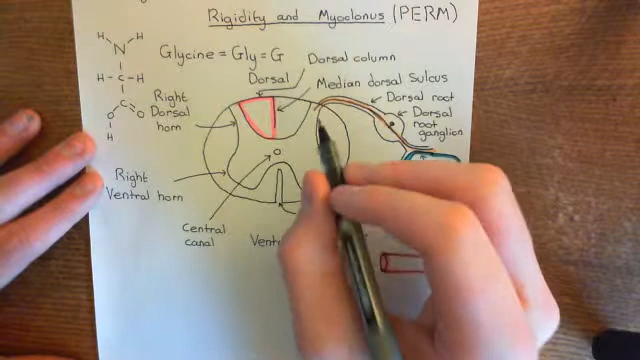 Rigidity and Myoclonus (PERM)
Glycine = Gly = G
H H
N
H-C-H
C
O O
H
Dorsal column
Dorsal
Median dorsal Sulcus
Right
Dorsal
horn
Dorsal root
Dorsal
root
ganglion
Right
Ventral horn
Central
canal